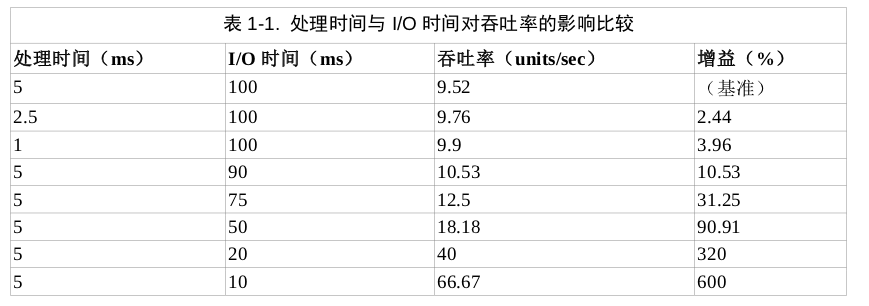 表 1-1. 处理时间与 I/O 时间对吞吐率的影响比较
处理时间（ms） I/O 时间（ms） 吞吐率（units/sec） 增益（%）
5 100 9.52 （基准）
2.5 100 9.76 2.44
1 100 9.9 3.96
5 90 10.53 10.53
5 75 12.5 31.25
5 50 18.18 90.91
5 20 40 320
5 10 66.67 600